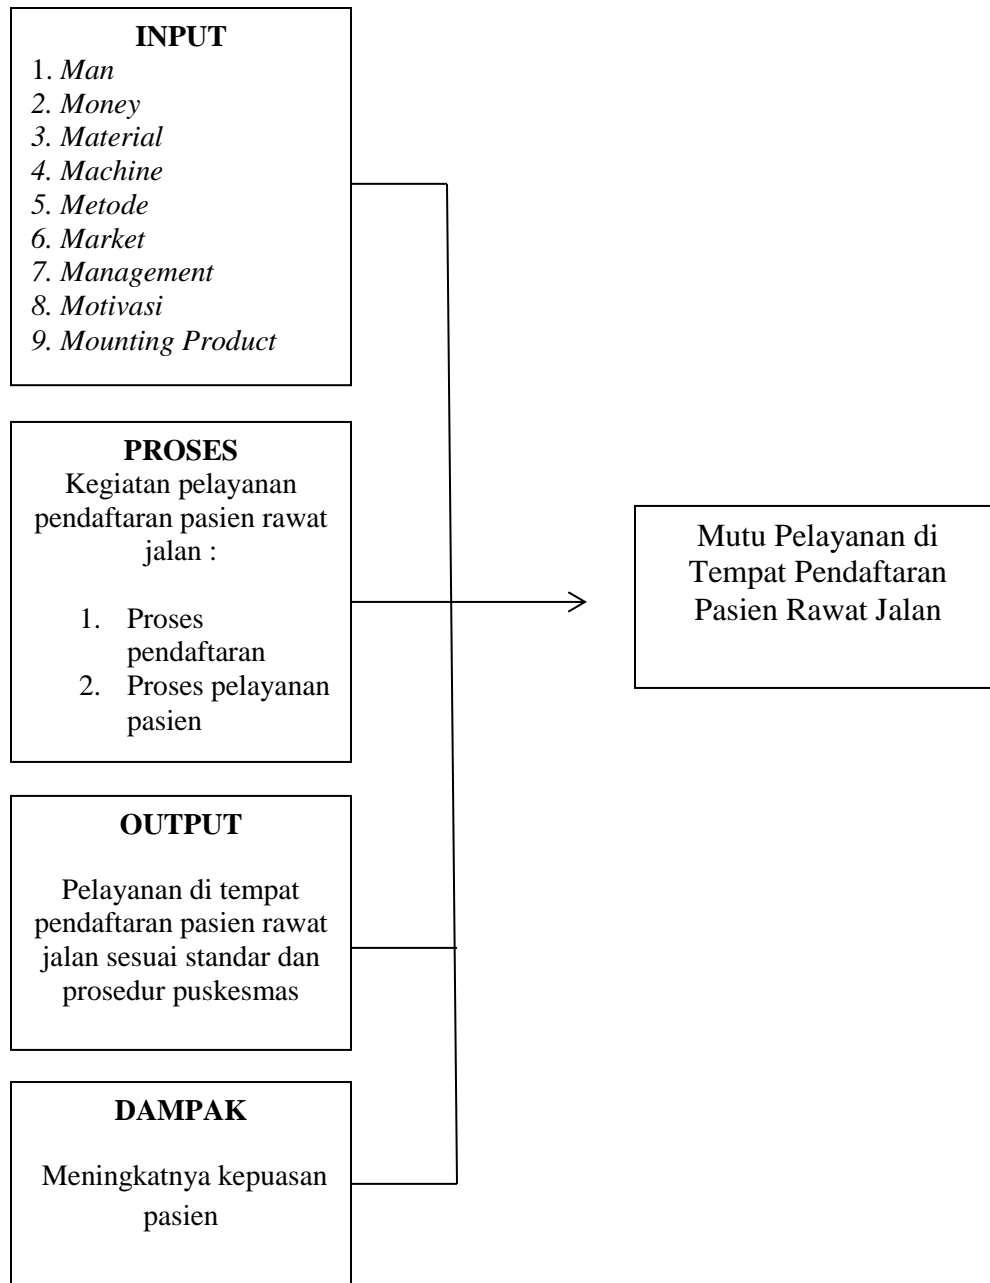 INPUT
1. Man
2. Money
3. Material
4. Machine
5. Metode
6. Market
7. Management
8. Motivasi
9. Mounting Product
PROSES
Kegiatan pelayanan
pendaftaran pasien rawat
jalan :
1. Proses
pendaftaran
2. Proses pelayanan
pasien
OUTPUT
Pelayanan di tempat
pendaftaran pasien rawat
jalan sesuai standar dan
prosedur puskesmas
DAMPAK
Meningkatnya kepuasan
pasien
Mutu Pelayanan di
Tempat Pendaftaran
Pasien Rawat Jalan